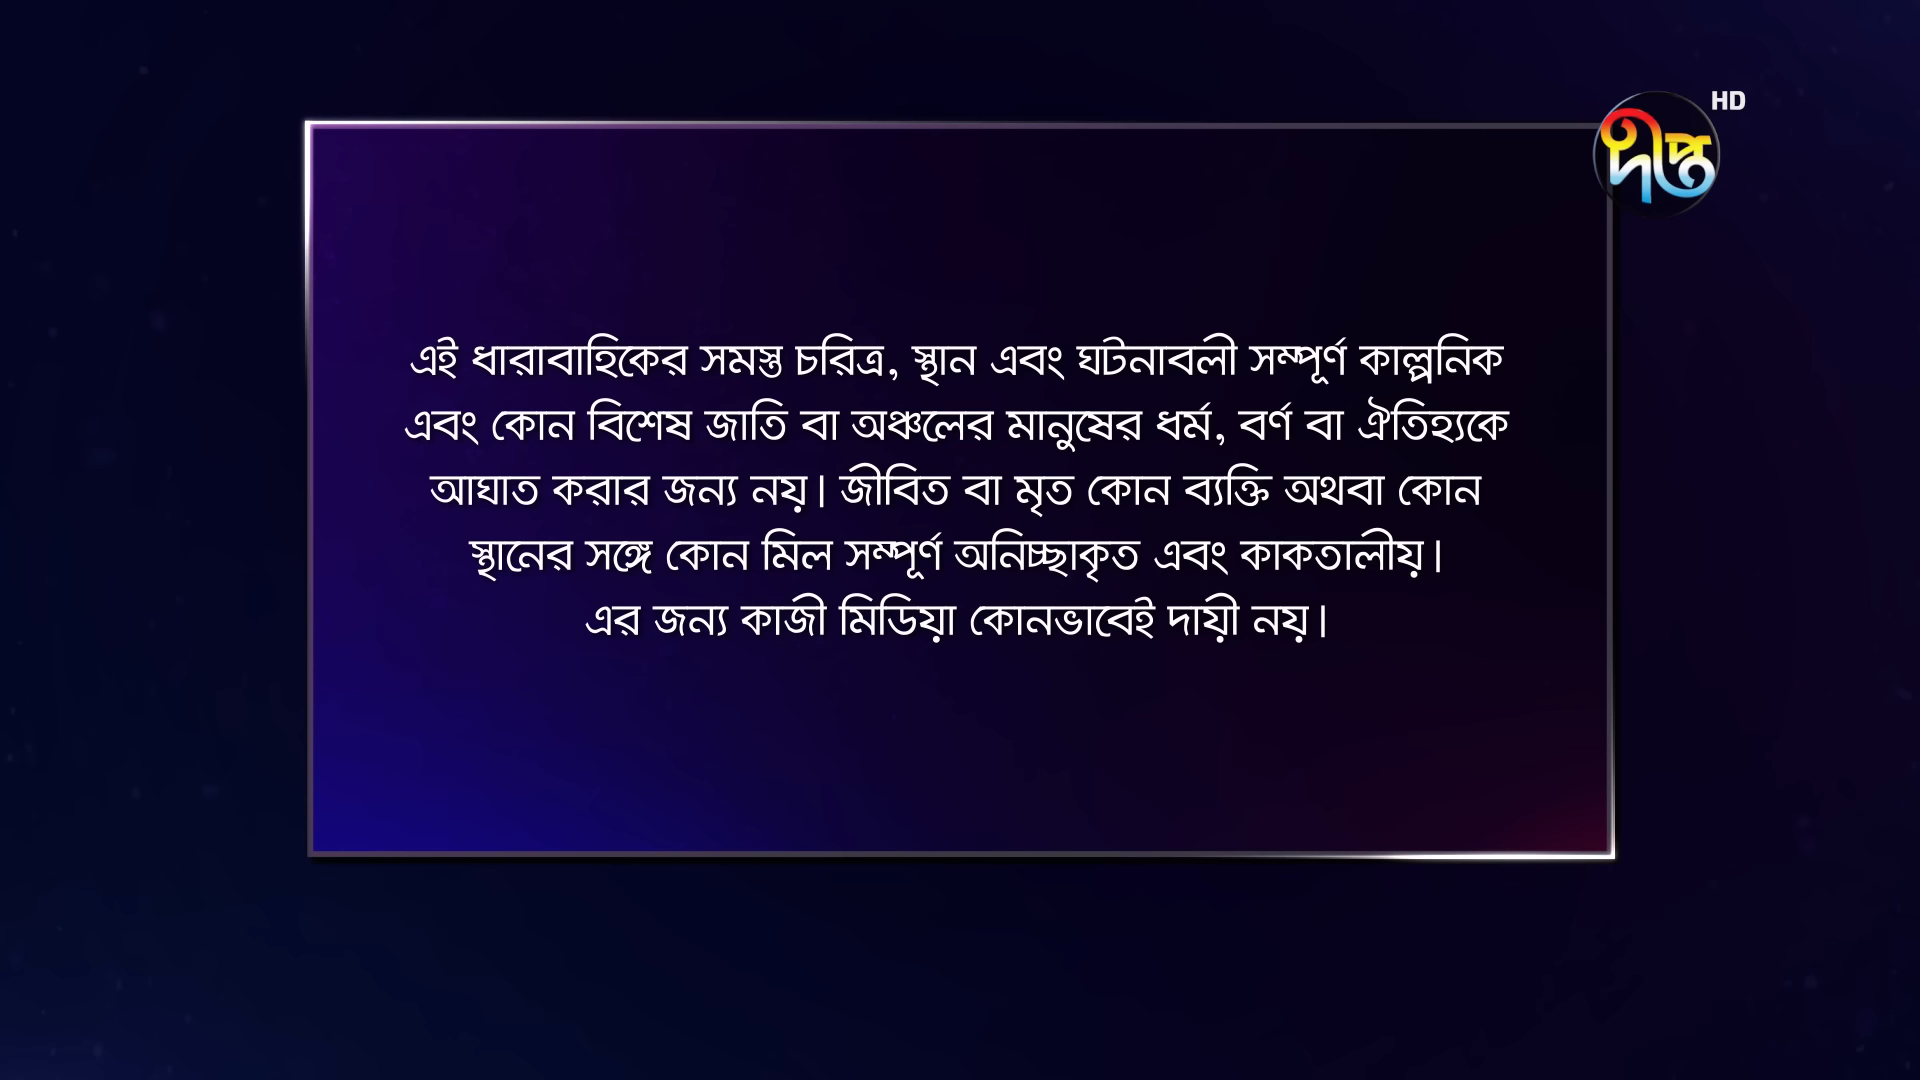 HD
দীপ্ত
এই ধারাবাহিকের সমস্ত চরিত্র, স্থান এবং ঘটনাবলী সম্পূর্ণ কাল্পনিক
এবং কোন বিশেষ জাতি বা অঞ্চলের মানুষের ধর্ম, বর্ণ বা ঐতিহ্যকে
আঘাত করার জন্য নয়। জীবিত বা মৃত কোন ব্যক্তি অথবা কোন
স্থানের সঙ্গে কোন মিল সম্পূর্ণ অনিচ্ছাকৃত এবং কাকতালীয়।
এর জন্য কাজী মিডিয়া কোনভাবেই দায়ী নয়।